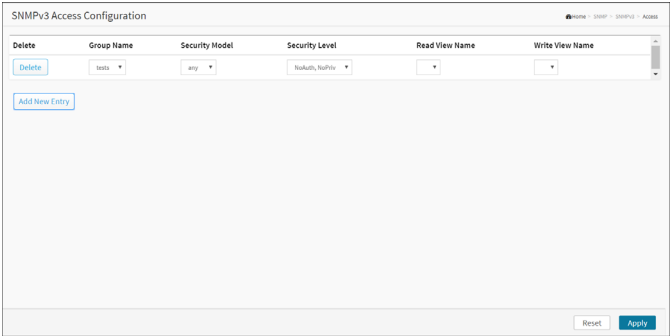 SNMPv3 Access Configuration
Home > SNMP > SNMPv3 > Access
Delete Group Name Security Model Security Level Read View Name Write View Name
Delete tests any NoAuth, NoPriv
Add New Entry
Reset Apply